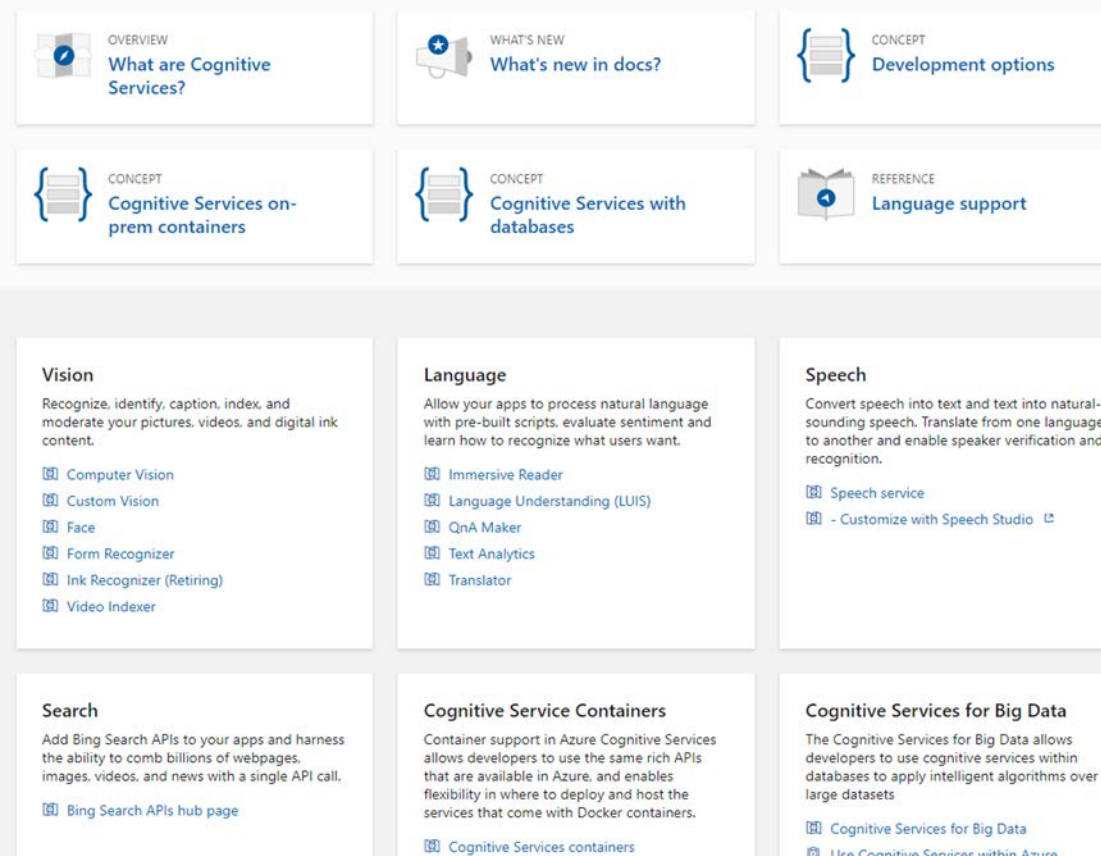 OVERVIEW
What are Cognitive
Services?
WHAT'S NEW
What's new in docs?
CONCEPT
Development options
CONCEPT
Cognitive Services on-
prem containers
CONCEPT
Cognitive Services with
databases
REFERENCE
Language support
Vision
Recognize, identify, caption, index, and
moderate your pictures, videos, and digital ink
content.
Computer Vision
Custom Vision
Face
Form Recognizer
Ink Recognizer (Retiring)
Video Indexer
Language
Allow your apps to process natural language
with pre-built scripts, evaluate sentiment and
learn how to recognize what users want.
Immersive Reader
Language Understanding (LUIS)
QnA Maker
Text Analytics
Translator
Speech
Convert speech into text and text into natural-
sounding speech. Translate from one language
to another and enable speaker verification and
recognition.
Speech service
- Customize with Speech Studio
Search
Add Bing Search APIs to your apps and harness
the ability to comb billions of webpages,
images, videos, and news with a single API call.
Bing Search APIs hub page
Cognitive Service Containers
Container support in Azure Cognitive Services
allows developers to use the same rich APIs
that are available in Azure, and enables
flexibility in where to deploy and host the
services that come with Docker containers.
Cognitive Services containers
Cognitive Services for Big Data
The Cognitive Services for Big Data allows
developers to use cognitive services within
databases to apply intelligent algorithms over
large datasets
Cognitive Services for Big Data
Use Cognitive Services within Azure